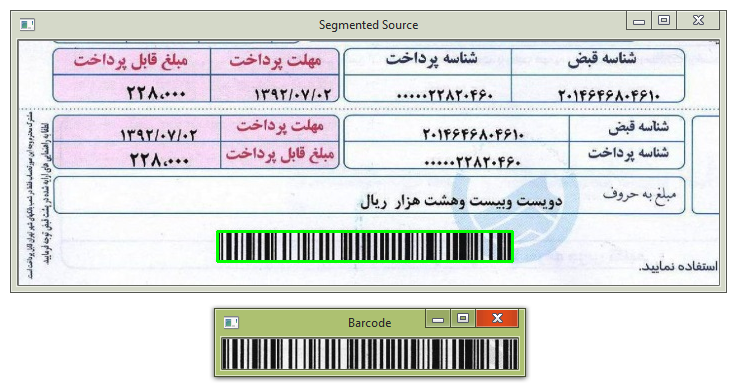 Segmented Source
شناسه قبض شناسه پرداخت مهلت پرداخت مبلغ قابل پرداخت
۲۰۱۴۶۴۶۸۰۴۶۱۰ ۰۰۰۰۰۲۲۸۲۰۴۶۰ ۱۳۹۲/۰۷/۰۲ ۲۲۸،۰۰۰
شناسه قبض ۲۰۱۴۶۴۶۸۰۴۶۱۰ مهلت پرداخت ۱۳۹۲/۰۷/۰۲
شناسه پرداخت ۰۰۰۰۰۲۲۸۲۰۴۶۰ مبلغ قابل پرداخت ۲۲۸،۰۰۰
مبلغ به حروف دویست وبیست وهشت هزار ریال
استفاده نمایید.
Barcode